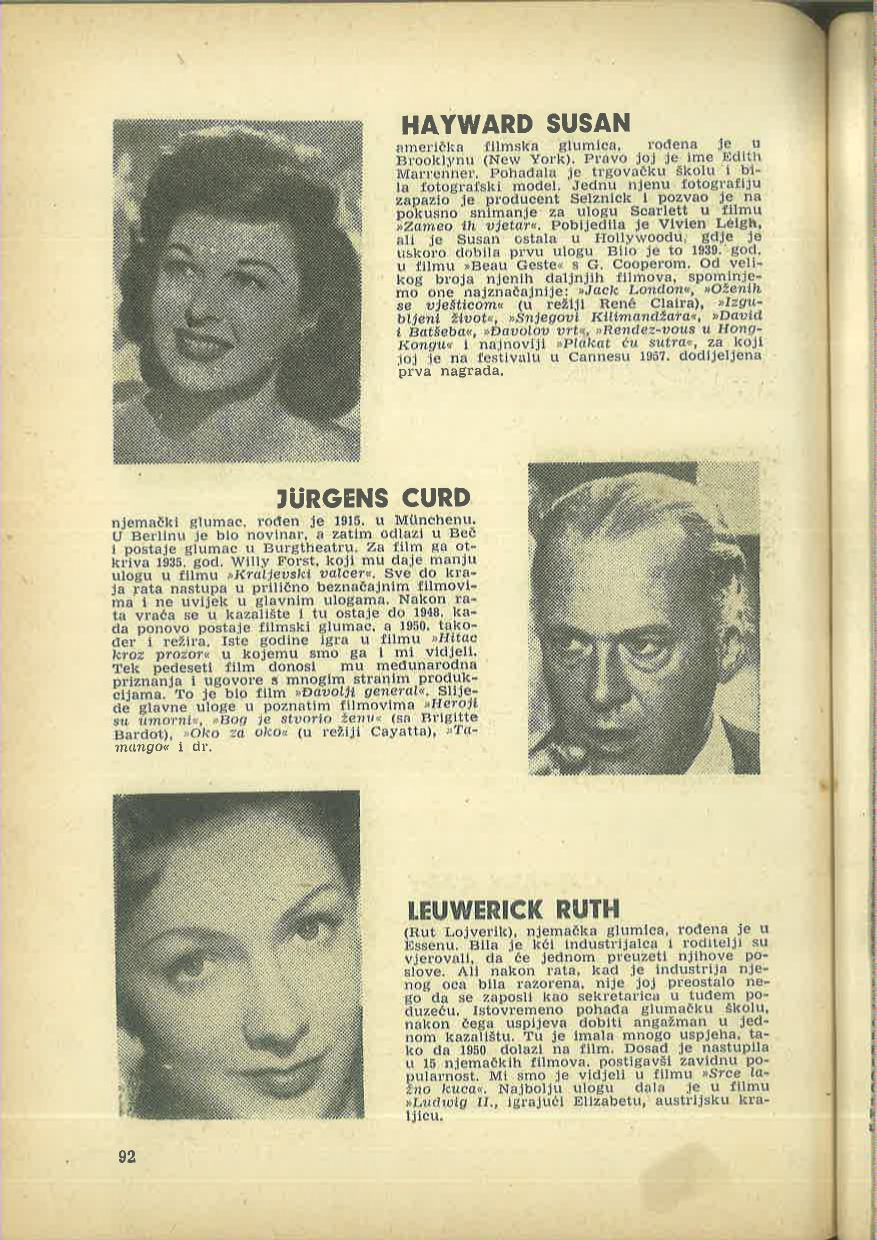 HAYWARD SUSAN
američka filmska glumica, rođena je u
Brooklynu (New York). Pravo joj je ime Edith
Marrenner. Pohađala je trgovačku školu i bi-
la fotografski model. Jednu njenu fotografiju
zapazio je producent Selznick i pozvao je na
pokusno snimanje za ulogu Scarlett u filmu
»Zameo ih vjetar«. Pobijedila je Vivien Leigh,
ali je Susan ostala u Hollywoodu, gdje je
uskoro dobila prvu ulogu Bilo je to 1939. god.
u filmu »Beau Geste« s G. Cooperom. Od veli-
kog broja njenih daljnjih filmova, spominje-
mo one najznačajnije: »Jack London«, »Oženih
se vješticom« (u režiji René Claira), »Izgu-
bljeni život«, »Snjegovi Kilimandžara«, »David
i Batšeba«, »Đavolov vrt«, »Rendez-vous u Hong-
Kongu« i najnoviji »Plakat ću sutra«, za koji
joj je na festivalu u Cannesu 1957. dodijeljena
prva nagrada.
JÜRGENS CURD
njemački glumac, rođen je 1915. u Münchenu.
U Berlinu je bio novinar, a zatim odlazi u Beč
i postaje glumac u Burgtheatru. Za film ga ot-
kriva 1935. god. Willy Forst, koji mu daje manju
ulogu u filmu »Kraljevski valcer«. Sve do kra-
ja rata nastupa u prilično beznačajnim filmovi-
ma i ne uvijek u glavnim ulogama. Nakon ra-
ta vraća se u kazalište i tu ostaje do 1948. ka-
da ponovo postaje filmski glumac, a 1950. tako-
đer i režira. Iste godine igra u filmu »Hitac
kroz prozor« u kojemu smo ga i mi vidjeli.
Tek pedeseti film donosi mu međunarodna
priznanja i ugovore s mnogim stranim produk-
cijama. To je bio film »Đavolji general«. Slije-
de glavne uloge u poznatim filmovima »Heroji
su umorni«, »Bog je stvorio ženu« (sa Brigitte
Bardot), »Oko za oko« (u režiji Cayatta), »Ta-
mango« i dr.
LEUWERICK RUTH
(Rut Lojverik), njemačka glumica, rođena je u
Essenu. Bila je kći industrijalca i roditelji su
vjerovali, da će jednom preuzeti njihove po-
slove. Ali nakon rata, kad je industrija nje-
nog oca bila razorena, nije joj preostalo ne-
go da se zaposli kao sekretarica u tuđem po-
duzeću. Istovremeno pohađa glumačku školu,
nakon čega uspijeva dobiti angažman u jed-
nom kazalištu. Tu je imala mnogo uspjeha, ta-
ko da 1950 dolazi na film. Dosad je nastupila
u 15 njemačkih filmova, postigavši zavidnu po-
pularnost. Mi smo je vidjeli u filmu »Srce la-
žno kuca«. Najbolju ulogu dala je u filmu
»Ludwig II., igrajući Elizabetu, austrijsku kra-
ljicu.
92